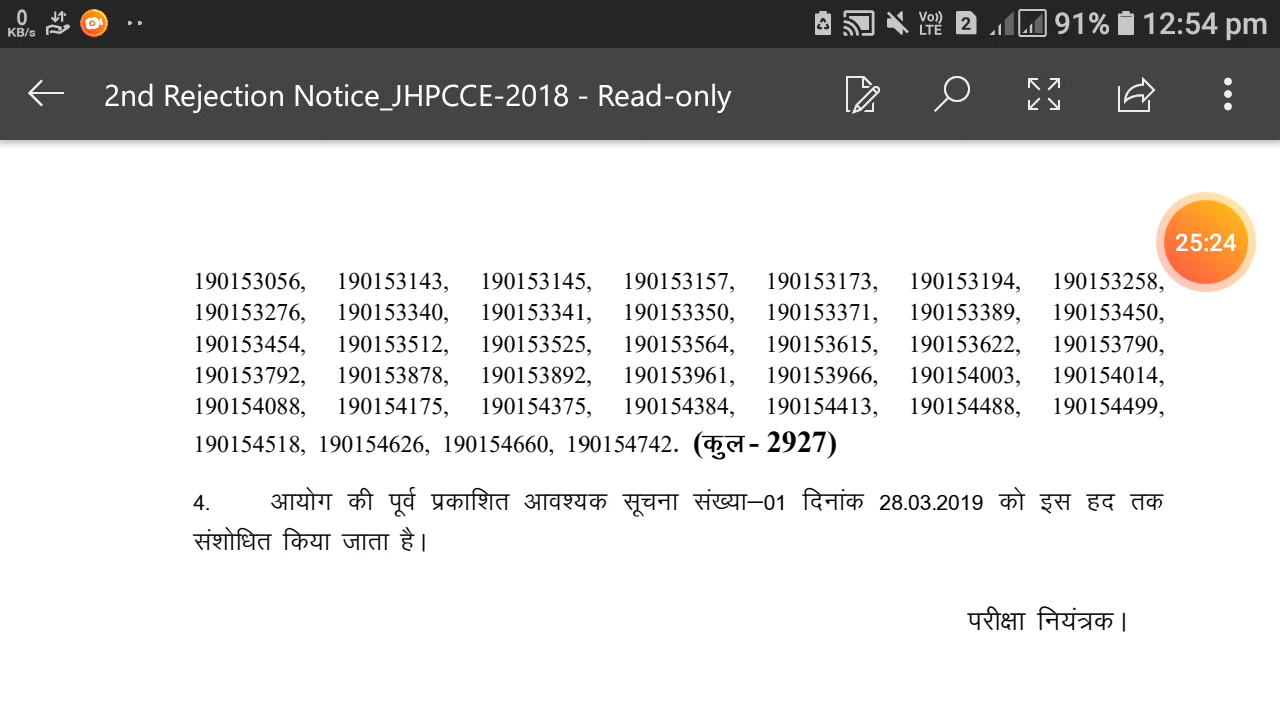 0
KB/s
Vo))
LTE
2
91%
12:54 pm
2nd Rejection Notice_JHPCCE-2018 - Read-only
25:24
190153056, 190153143, 190153145, 190153157, 190153173, 190153194, 190153258,
190153276, 190153340, 190153341, 190153350, 190153371, 190153389, 190153450,
190153454, 190153512, 190153525, 190153564, 190153615, 190153622, 190153790,
190153792, 190153878, 190153892, 190153961, 190153966, 190154003, 190154014,
190154088, 190154175, 190154375, 190154384, 190154413, 190154488, 190154499,
190154518, 190154626, 190154660, 190154742. (कुल - 2927)
4. आयोग की पूर्व प्रकाशित आवश्यक सूचना संख्या–01 दिनांक 28.03.2019 को इस हद तक
संशोधित किया जाता है।
परीक्षा नियंत्रक।